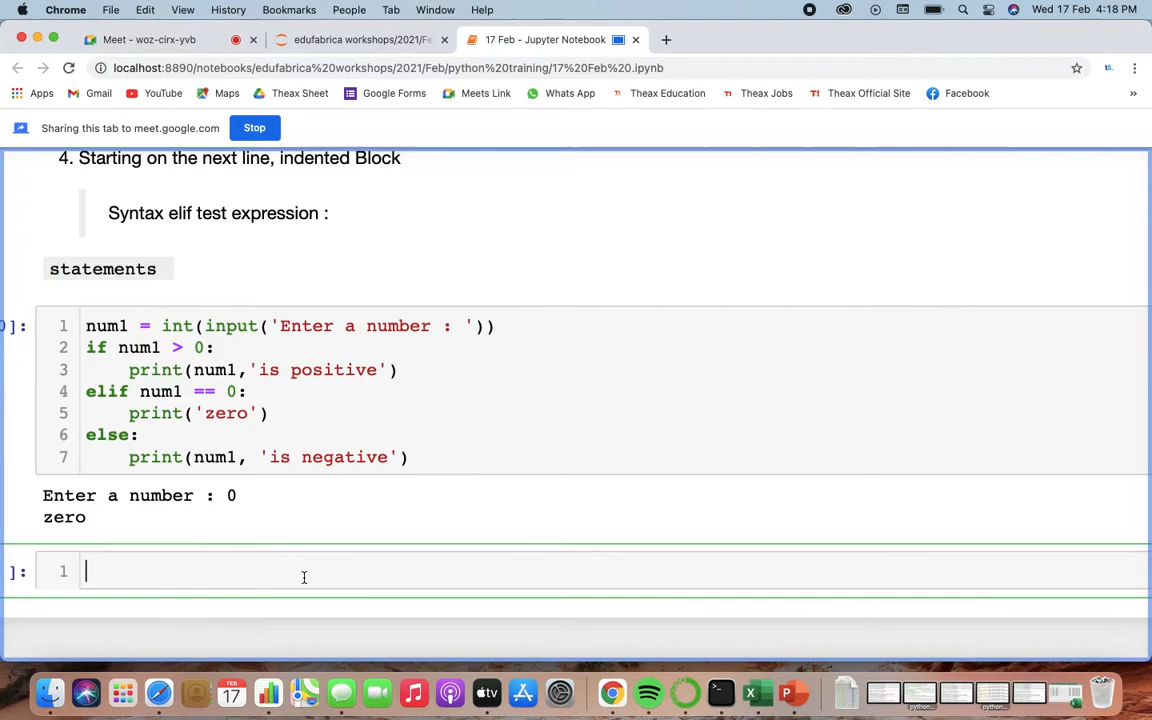 Chrome File Edit View History Bookmarks People Tab Window Help Wed 17 Feb 4:18 PM
Meet - woz-cirx-yvb edufabrica workshops/2021/Fe 17 Feb - Jupyter Notebook
localhost:8890/notebooks/edufabrica%20workshops/2021/Feb/python%20training/17%20Feb%20.ipynb
Apps Gmail YouTube Maps Theax Sheet Google Forms Meets Link Whats App Theax Education Theax Jobs Theax Official Site Facebook »
Sharing this tab to meet.google.com Stop
4. Starting on the next line, indented Block
Syntax elif test expression :
statements
]: 1 num1 = int(input('Enter a number : '))
2 if num1 > 0:
3 print(num1,'is positive')
4 elif num1 == 0:
5 print('zero')
6 else:
7 print(num1, 'is negative')
Enter a number : 0
zero
]: 1
FEB
17